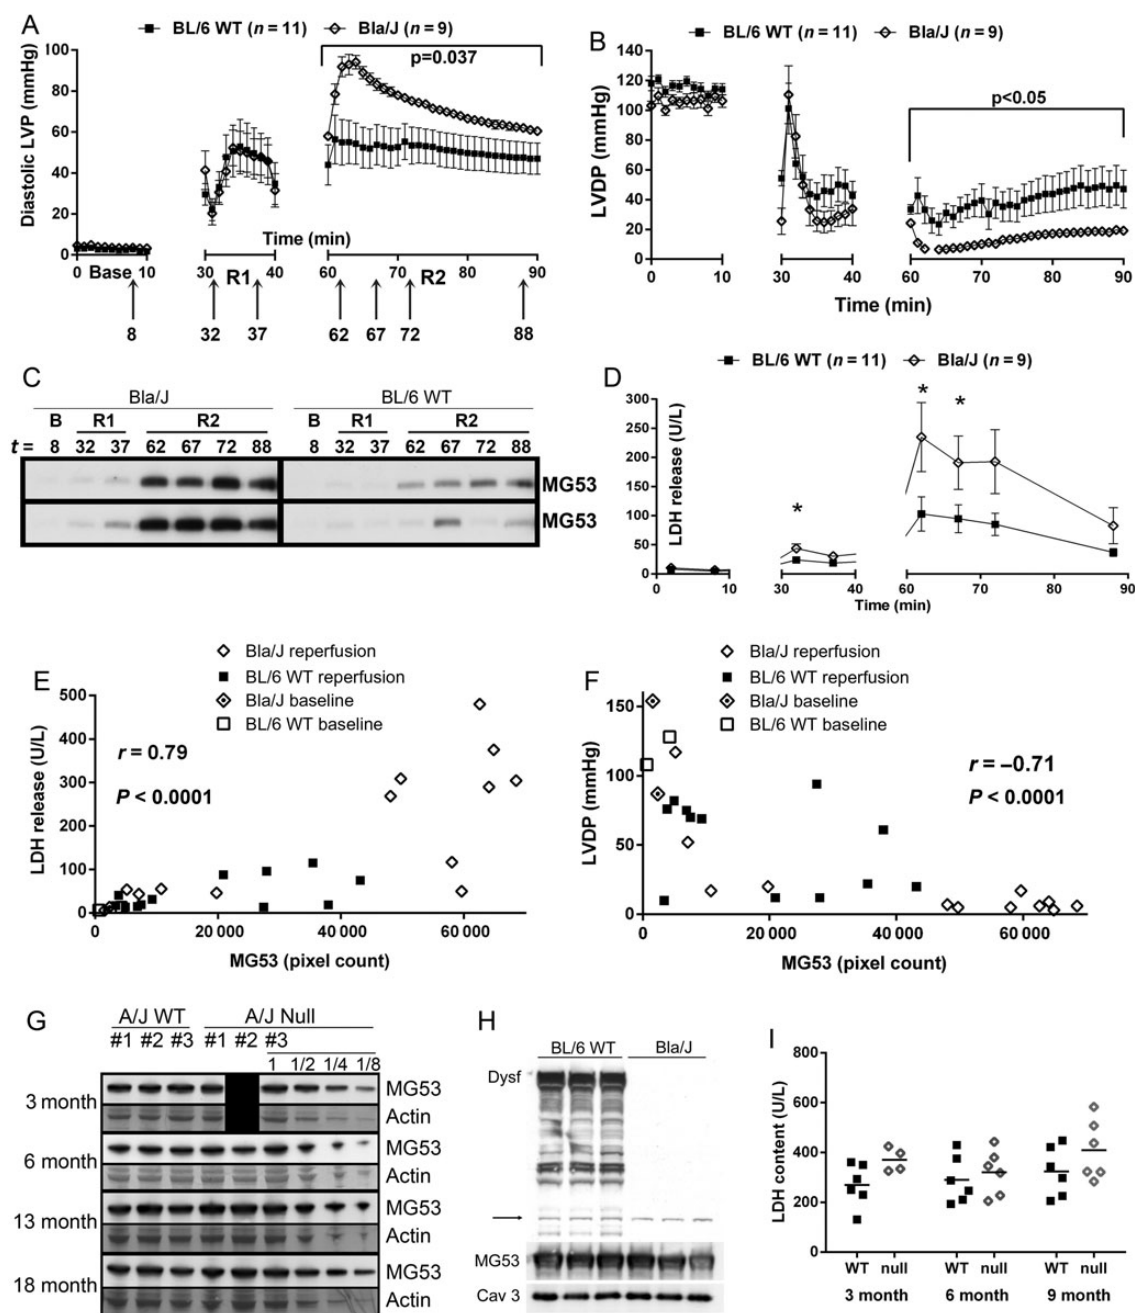 A
BL/6 WT (n = 11) Bla/J (n = 9)
p=0.037
Diastolic LVP (mmHg)
100
80
60
40
20
0
Time (min)
0 Base 10 30 R1 40 60 70 R2 80 90
8 32 37 62 67 72 88
B
BL/6 WT (n = 11) Bla/J (n = 9)
p<0.05
LVDP (mmHg)
140
120
100
80
60
40
20
0
0 10 30 40 60 70 80 90
Time (min)
C
Bla/J BL/6 WT
B R1 R2 B R1 R2
t = 8 32 37 62 67 72 88 8 32 37 62 67 72 88
MG53
MG53
D
BL/6 WT (n = 11) Bla/J (n = 9)
LDH release (U/L)
300
250
200
150
100
50
0
* * *
0 10 30 40 60 70 80 90
Time (min)
E
Bla/J reperfusion
BL/6 WT reperfusion
Bla/J baseline
BL/6 WT baseline
r = 0.79
P < 0.0001
LDH release (U/L)
500
400
300
200
100
0
0 20 000 40 000 60 000
MG53 (pixel count)
F
Bla/J reperfusion
BL/6 WT reperfusion
Bla/J baseline
BL/6 WT baseline
r = –0.71
P < 0.0001
LVDP (mmHg)
150
100
50
0
0 20 000 40 000 60 000
MG53 (pixel count)
G
A/J WT A/J Null
#1 #2 #3 #1 #2 #3
1 1/2 1/4 1/8
3 month
MG53
Actin
6 month
MG53
Actin
13 month
MG53
Actin
18 month
MG53
Actin
H
BL/6 WT Bla/J
Dysf
MG53
Cav 3
I
LDH content (U/L)
800
600
400
200
0
WT null WT null WT null
3 month 6 month 9 month